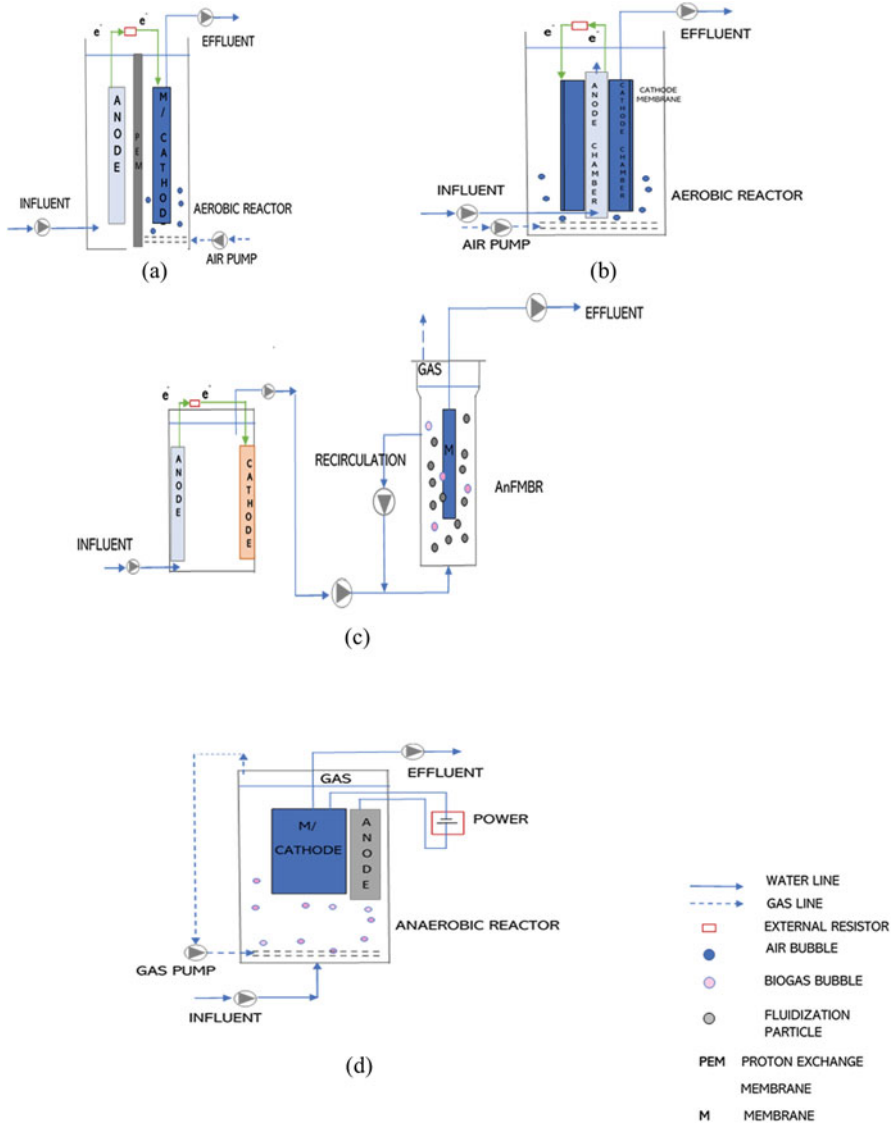 e⁻ e⁻
EFFLUENT
ANODE
PEM
M/ CATHOD
INFLUENT
AEROBIC REACTOR
AIR PUMP
(a)
EFFLUENT
e⁻ e⁻
ANODE CHAMBER
CATHODE CHAMBER
CATHODE
MEMBRANE
INFLUENT
AEROBIC REACTOR
AIR PUMP
(b)
EFFLUENT
GAS
e⁻ e⁻
ANODE
CATHODE
M
RECIRCULATION
AnFMBR
INFLUENT
(c)
EFFLUENT
GAS
M/
CATHODE
ANODE
POWER
ANAEROBIC REACTOR
GAS PUMP
INFLUENT
(d)
WATER LINE
GAS LINE
EXTERNAL RESISTOR
AIR BUBBLE
BIOGAS BUBBLE
FLUIDIZATION
PARTICLE
PEM PROTON EXCHANGE
MEMBRANE
M MEMBRANE